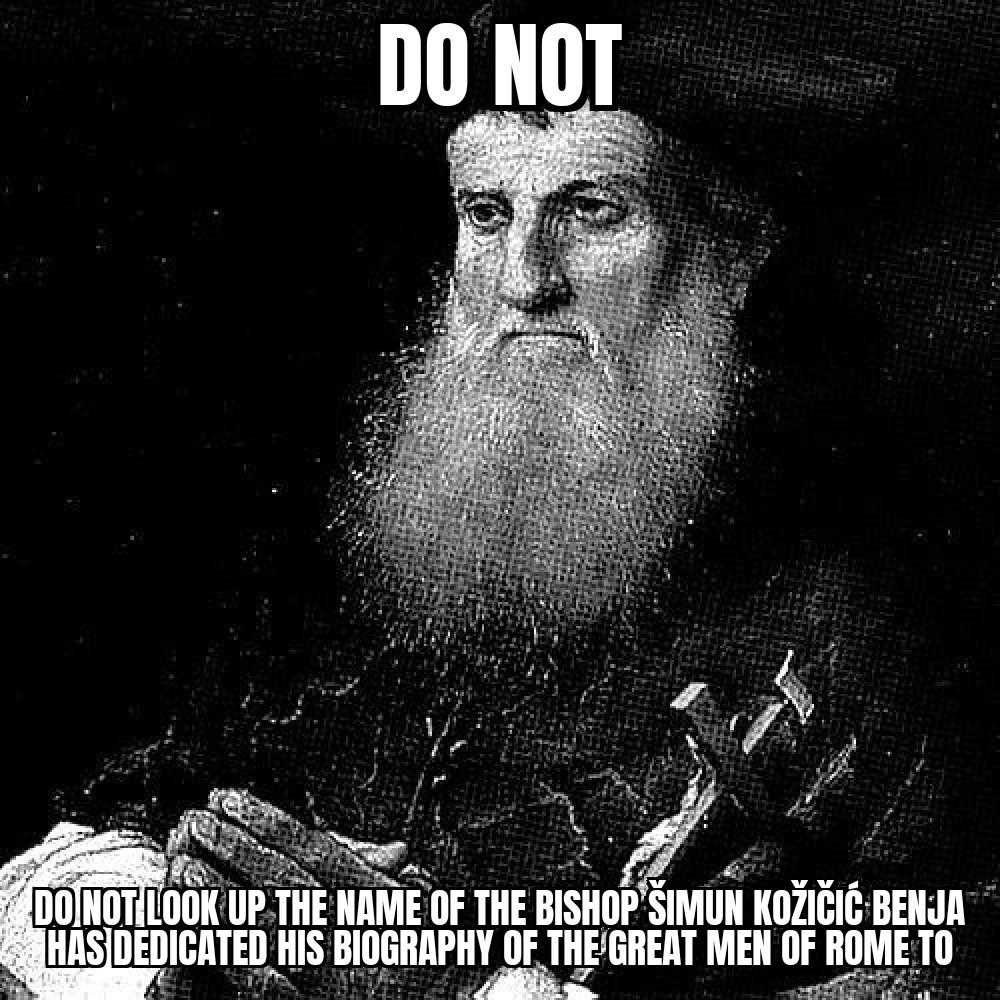 DO NOT
DO NOT LOOK UP THE NAME OF THE BISHOP ŠIMUN KOŽIČIĆ BENJA
HAS DEDICATED HIS BIOGRAPHY OF THE GREAT MEN OF ROME TO